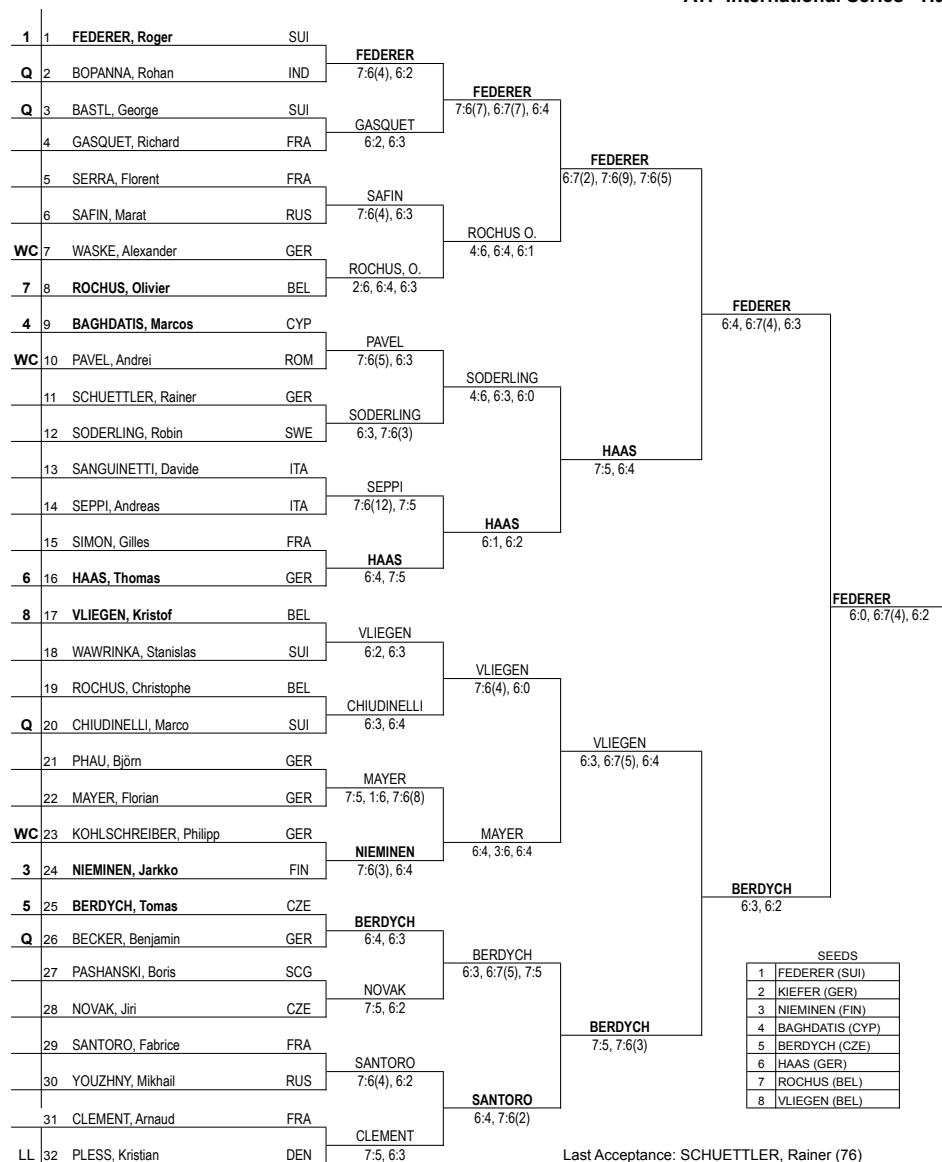 1 1 FEDERER, Roger SUI
Q 2 BOPANNA, Rohan IND
Q 3 BASTL, George SUI
4 GASQUET, Richard FRA
5 SERRA, Florent FRA
6 SAFIN, Marat RUS
WC 7 WASKE, Alexander GER
7 8 ROCHUS, Olivier BEL
4 9 BAGHDATIS, Marcos CYP
WC 10 PAVEL, Andrei ROM
11 SCHUETTLER, Rainer GER
12 SODERLING, Robin SWE
13 SANGUINETTI, Davide ITA
14 SEPPI, Andreas ITA
15 SIMON, Gilles FRA
6 16 HAAS, Thomas GER
8 17 VLIEGEN, Kristof BEL
18 WAWRINKA, Stanislas SUI
19 ROCHUS, Christophe BEL
Q 20 CHIUDINELLI, Marco SUI
21 PHAU, Björn GER
22 MAYER, Florian GER
WC 23 KOHLSCHREIBER, Philipp GER
3 24 NIEMINEN, Jarkko FIN
5 25 BERDYCH, Tomas CZE
Q 26 BECKER, Benjamin GER
27 PASHANSKI, Boris SCG
28 NOVAK, Jiri CZE
29 SANTORO, Fabrice FRA
30 YOUZHNY, Mikhail RUS
31 CLEMENT, Arnaud FRA
LL 32 PLESS, Kristian DEN
FEDERER
7:6(4), 6:2
GASQUET
6:2, 6:3
SAFIN
7:6(4), 6:3
ROCHUS, O.
2:6, 6:4, 6:3
PAVEL
7:6(5), 6:3
SODERLING
6:3, 7:6(3)
SEPPI
7:6(12), 7:5
HAAS
6:4, 7:5
VLIEGEN
6:2, 6:3
CHIUDINELLI
6:3, 6:4
MAYER
7:5, 1:6, 7:6(8)
NIEMINEN
7:6(3), 6:4
BERDYCH
6:4, 6:3
NOVAK
7:5, 6:2
SANTORO
7:6(4), 6:2
CLEMENT
7:5, 6:3
FEDERER
7:6(7), 6:7(7), 6:4
ROCHUS O.
4:6, 6:4, 6:1
SODERLING
4:6, 6:3, 6:0
HAAS
6:1, 6:2
VLIEGEN
7:6(4), 6:0
MAYER
6:4, 3:6, 6:4
BERDYCH
6:3, 6:7(5), 7:5
SANTORO
6:4, 7:6(2)
FEDERER
6:7(2), 7:6(9), 7:6(5)
HAAS
7:5, 6:4
VLIEGEN
6:3, 6:7(5), 6:4
BERDYCH
7:5, 7:6(3)
FEDERER
6:4, 6:7(4), 6:3
BERDYCH
6:3, 6:2
FEDERER
6:0, 6:7(4), 6:2
SEEDS
1 FEDERER (SUI)
2 KIEFER (GER)
3 NIEMINEN (FIN)
4 BAGHDATIS (CYP)
5 BERDYCH (CZE)
6 HAAS (GER)
7 ROCHUS (BEL)
8 VLIEGEN (BEL)
Last Acceptance: SCHUETTLER, Rainer (76)